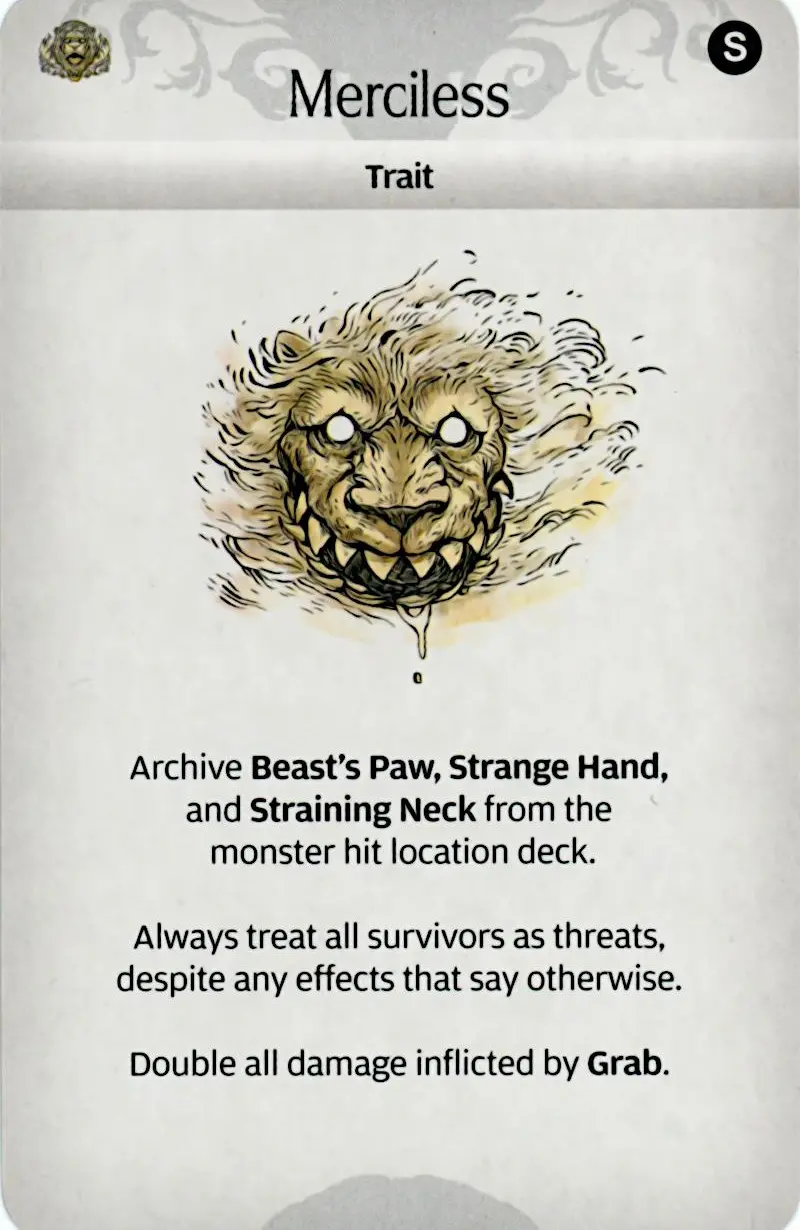 S
Merciless
Trait
Archive Beast's Paw, Strange Hand,
and Straining Neck from the
monster hit location deck.
Always treat all survivors as threats,
despite any effects that say otherwise.
Double all damage inflicted by Grab.